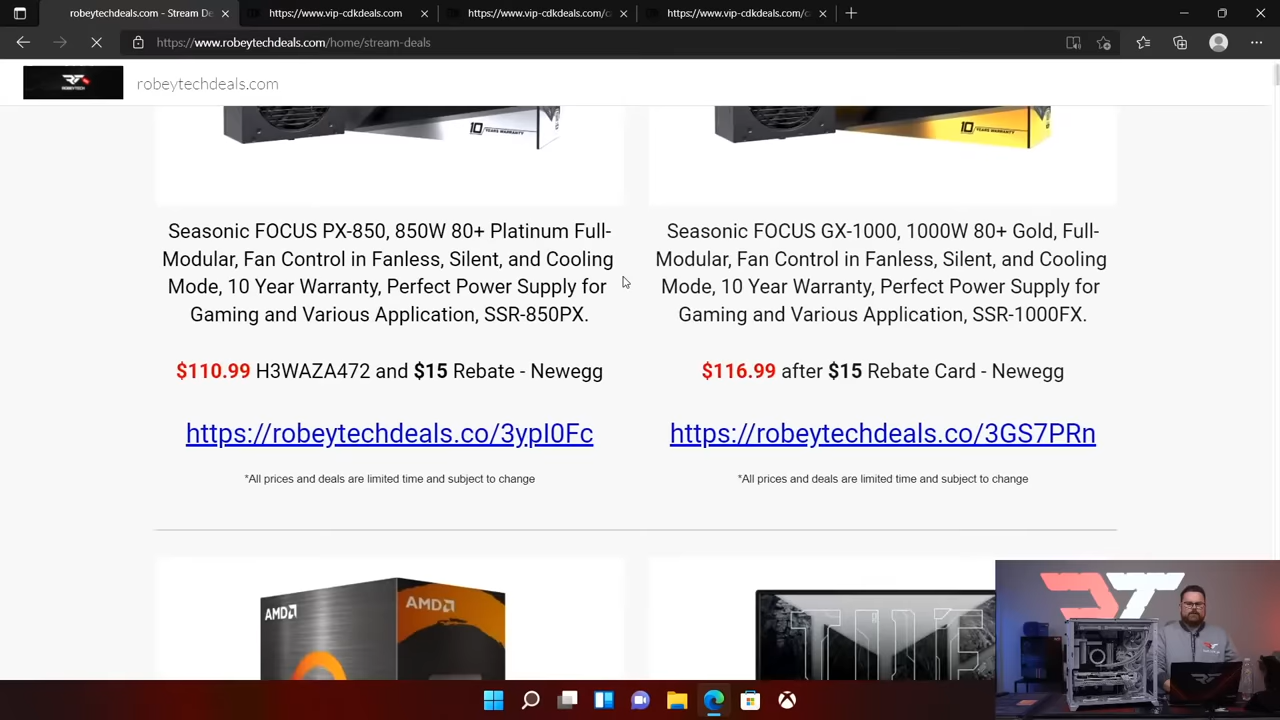 robeytechdeals.com - Stream De
https://www.vip-cdkdeals.com
https://www.vip-cdkdeals.com/c
https://www.vip-cdkdeals.com/c
https://www.robeytechdeals.com/home/stream-deals
ROBEYTECH
robeytechdeals.com
10 YEARS WARRANTY
10 YEARS WARRANTY
Seasonic FOCUS PX-850, 850W 80+ Platinum Full-
Modular, Fan Control in Fanless, Silent, and Cooling
Mode, 10 Year Warranty, Perfect Power Supply for
Gaming and Various Application, SSR-850PX.
$110.99 H3WAZA472 and $15 Rebate - Newegg
https://robeytechdeals.co/3ypI0Fc
*All prices and deals are limited time and subject to change
Seasonic FOCUS GX-1000, 1000W 80+ Gold, Full-
Modular, Fan Control in Fanless, Silent, and Cooling
Mode, 10 Year Warranty, Perfect Power Supply for
Gaming and Various Application, SSR-1000FX.
$116.99 after $15 Rebate Card - Newegg
https://robeytechdeals.co/3GS7PRn
*All prices and deals are limited time and subject to change
AMD
AMD
TUF